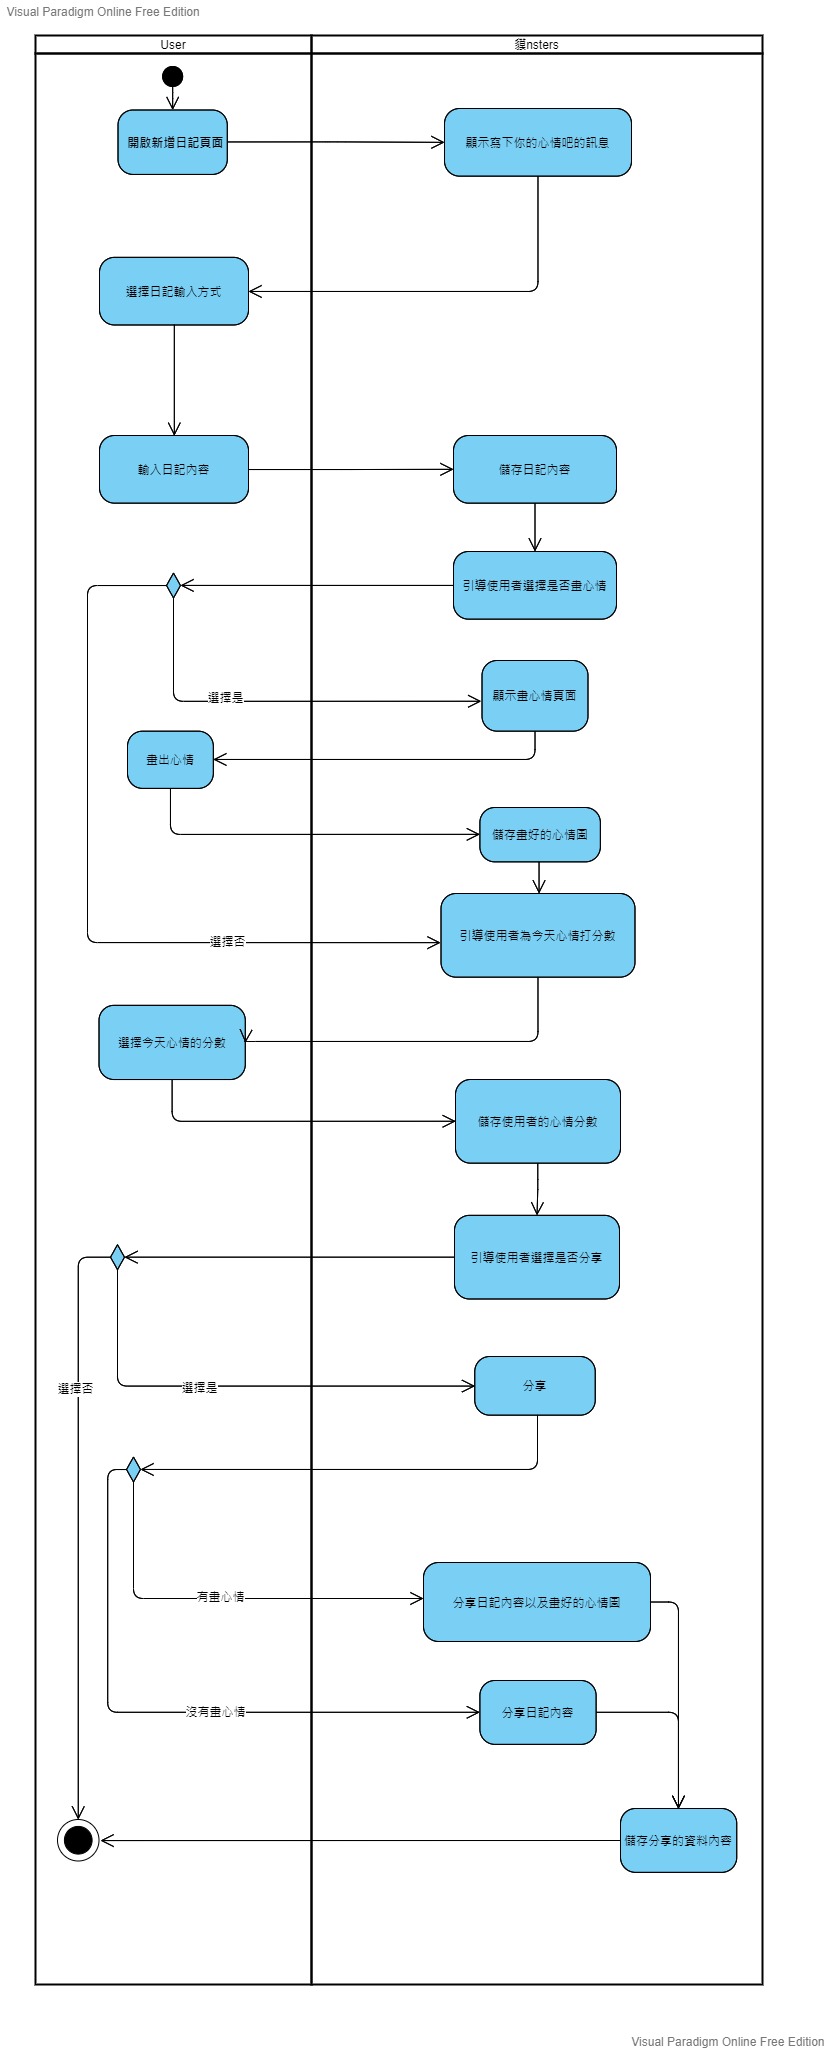 Visual Paradigm Online Free Edition
User
貘nsters
開啟新增日記頁面
顯示寫下你的心情吧的訊息
選擇日記輸入方式
輸入日記內容
儲存日記內容
引導使用者選擇是否畫心情
選擇是
顯示畫心情頁面
畫出心情
儲存畫好的心情圖
選擇否
引導使用者為今天心情打分數
選擇今天心情的分數
儲存使用者的心情分數
引導使用者選擇是否分享
選擇否
選擇是
分享
有畫心情
分享日記內容以及畫好的心情圖
沒有畫心情
分享日記內容
儲存分享的資料內容
Visual Paradigm Online Free Edition